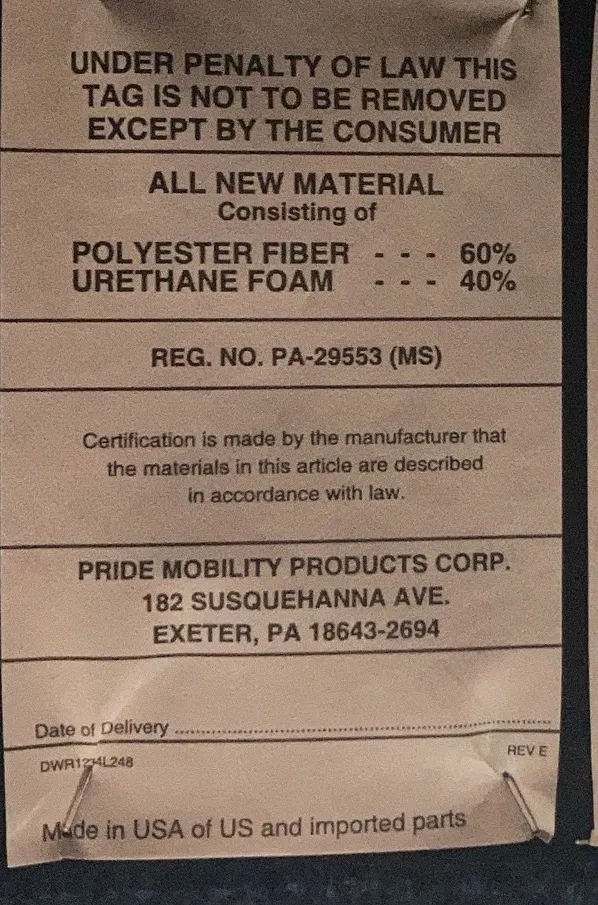 UNDER PENALTY OF LAW THIS
TAG IS NOT TO BE REMOVED
EXCEPT BY THE CONSUMER
ALL NEW MATERIAL
Consisting of
POLYESTER FIBER - - - 60%
URETHANE FOAM - - - 40%
REG. NO. PA-29553 (MS)
Certification is made by the manufacturer that
the materials in this article are described
in accordance with law.
PRIDE MOBILITY PRODUCTS CORP.
182 SUSQUEHANNA AVE.
EXETER, PA 18643-2694
Date of Delivery ........................................
REV E
DWR1234L248
Made in USA of US and imported parts